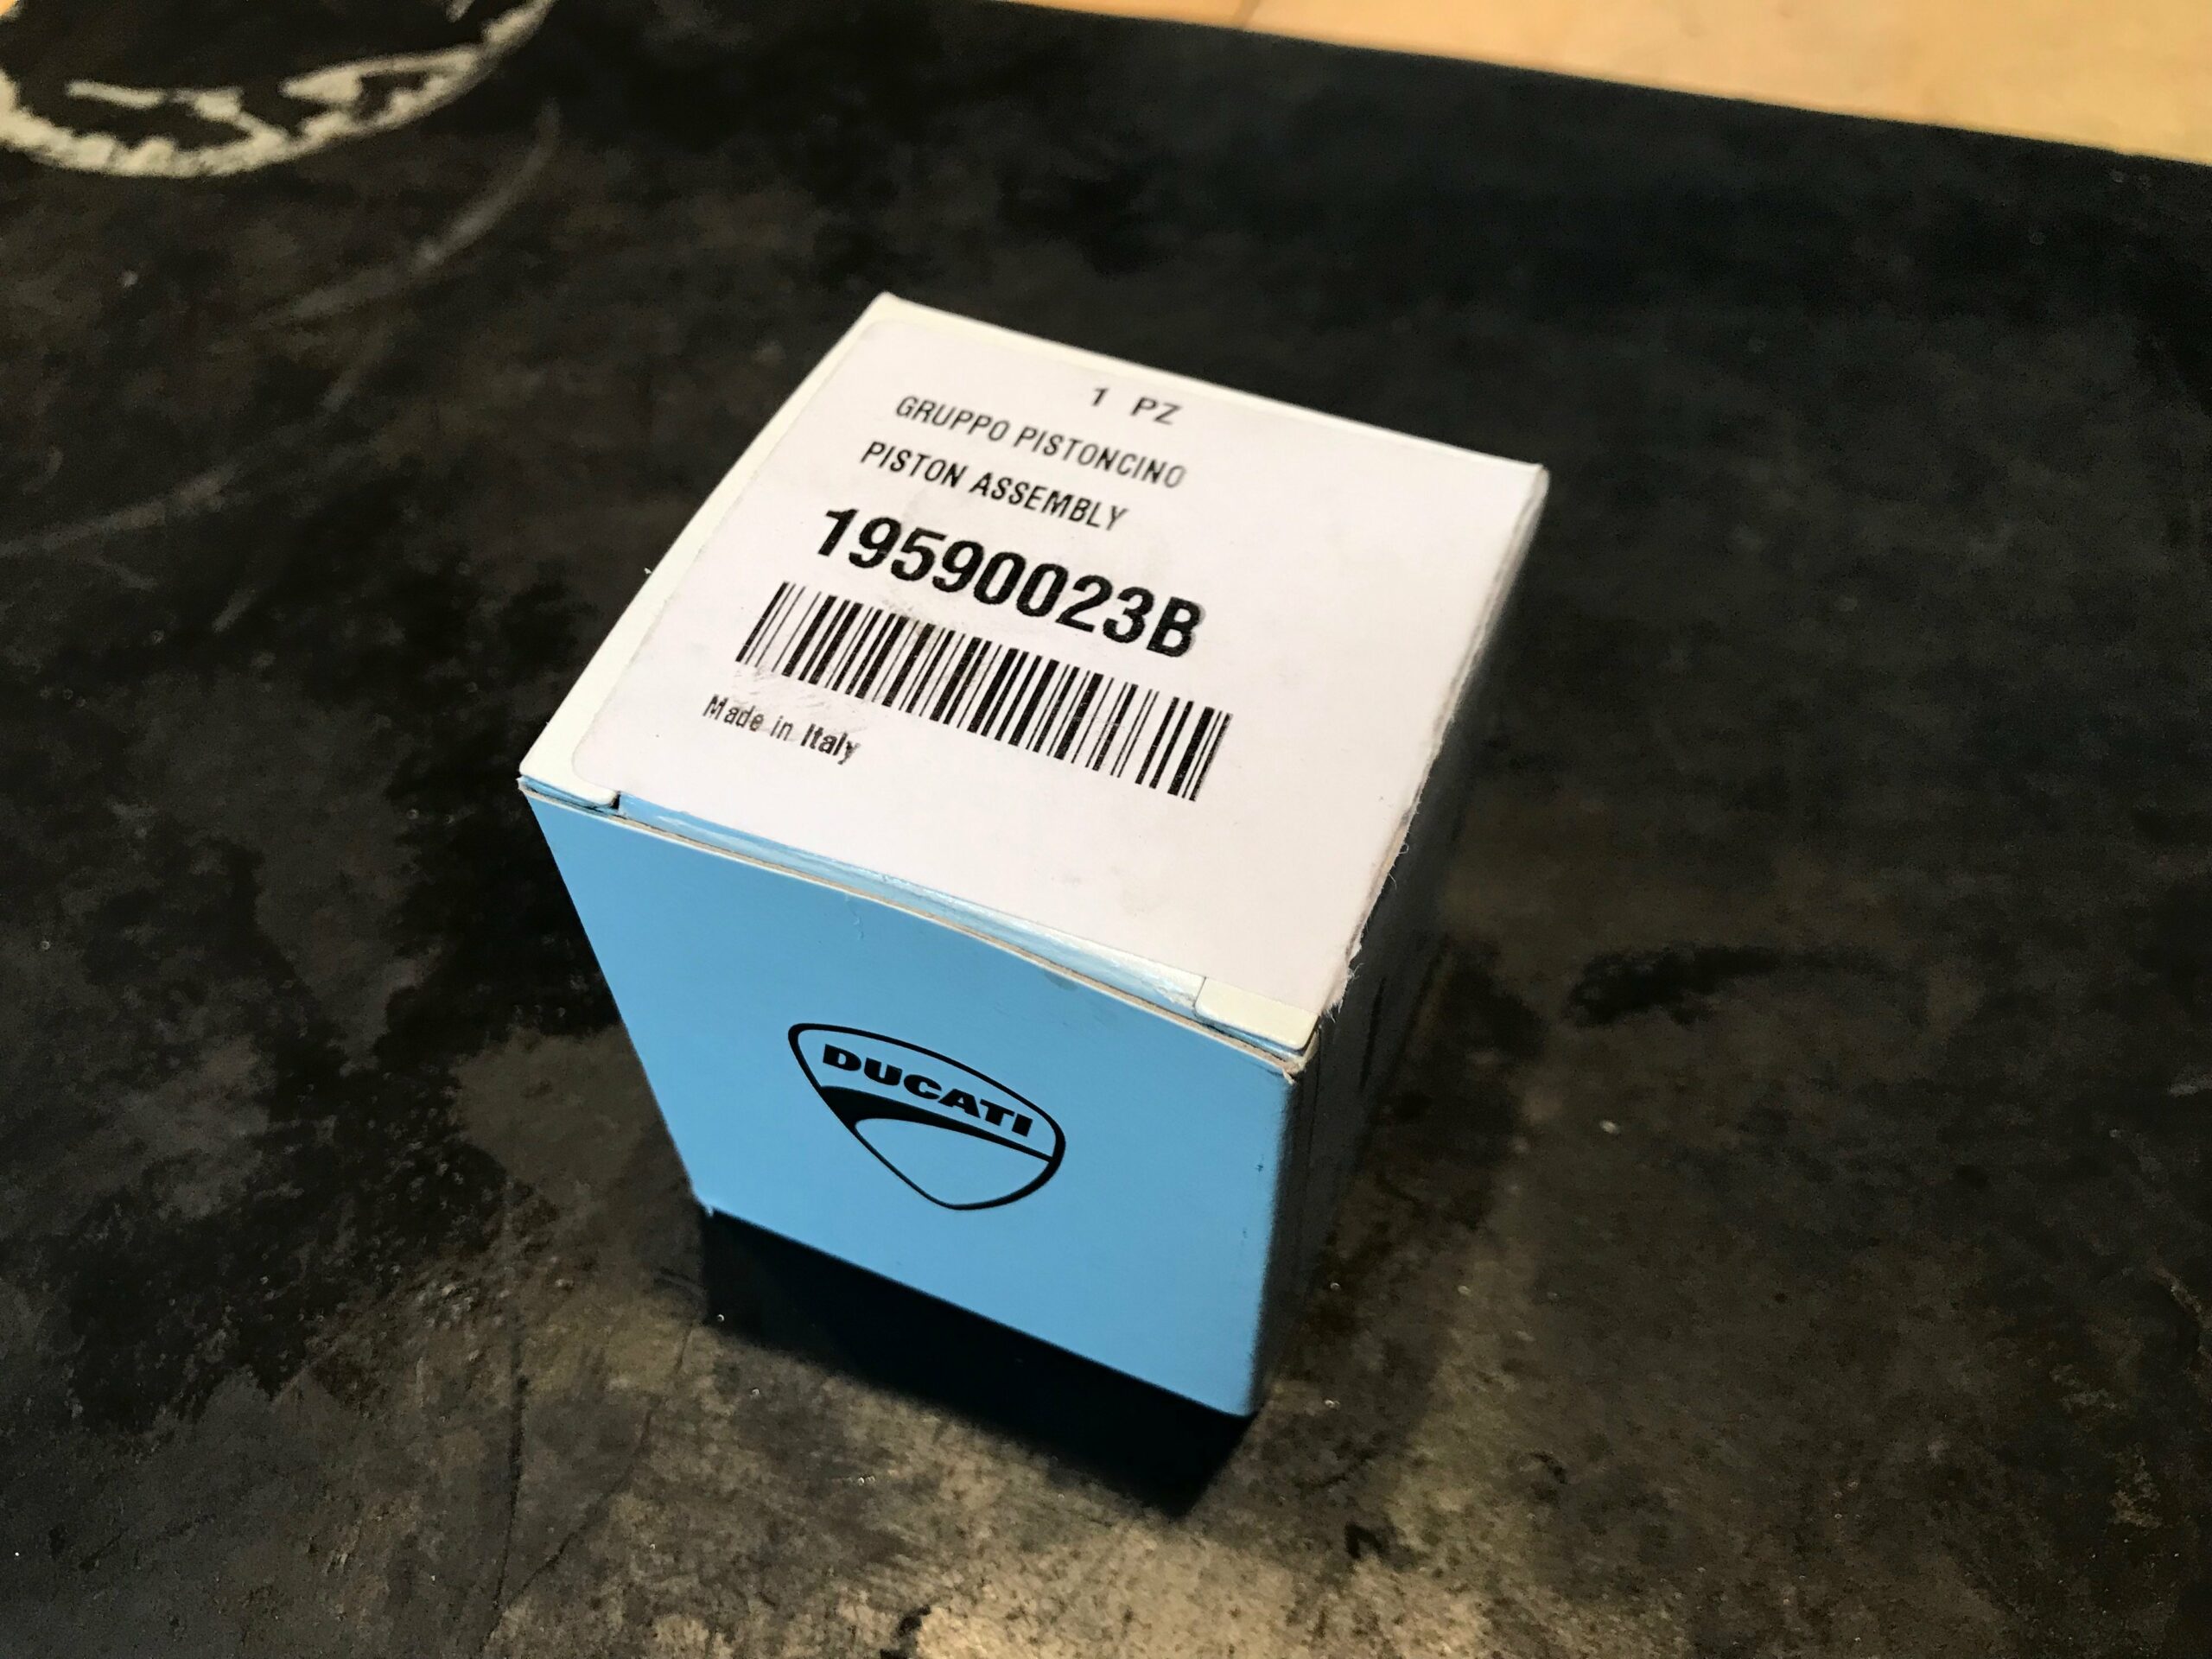 1 PZ
GRUPPO PISTONCINO
PISTON ASSEMBLY
19590023B
Made in Italy
DUCATI